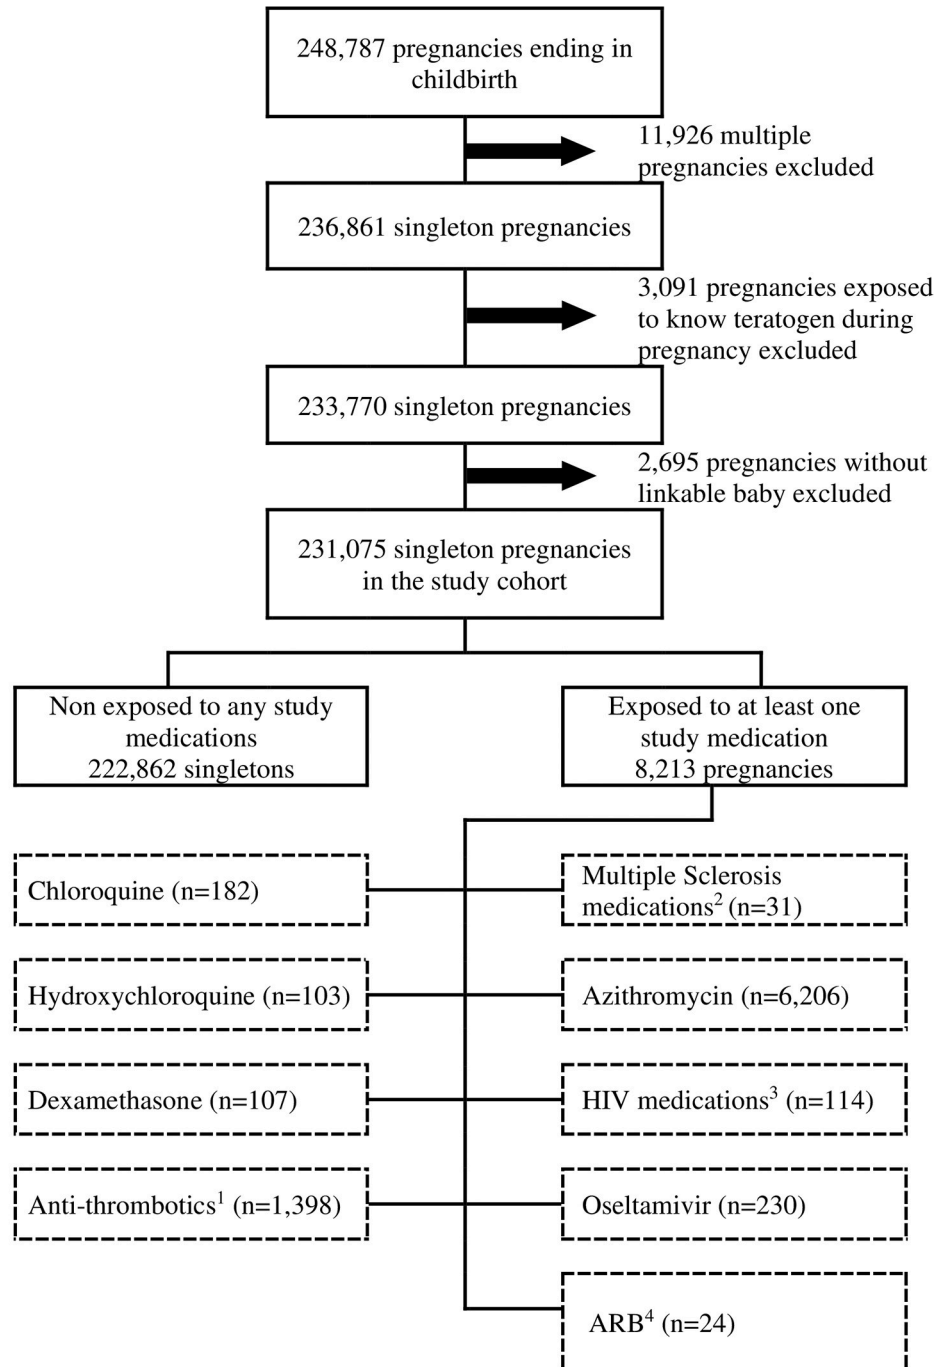 248,787 pregnancies ending in
childbirth
11,926 multiple
pregnancies excluded
236,861 singleton pregnancies
3,091 pregnancies exposed
to know teratogen during
pregnancy excluded
233,770 singleton pregnancies
2,695 pregnancies without
linkable baby excluded
231,075 singleton pregnancies
in the study cohort
Non exposed to any study
medications
222,862 singletons
Exposed to at least one
study medication
8,213 pregnancies
Chloroquine (n=182)
Multiple Sclerosis
medications² (n=31)
Hydroxychloroquine (n=103)
Azithromycin (n=6,206)
Dexamethasone (n=107)
HIV medications³ (n=114)
Anti-thrombotics¹ (n=1,398)
Oseltamivir (n=230)
ARB⁴ (n=24)